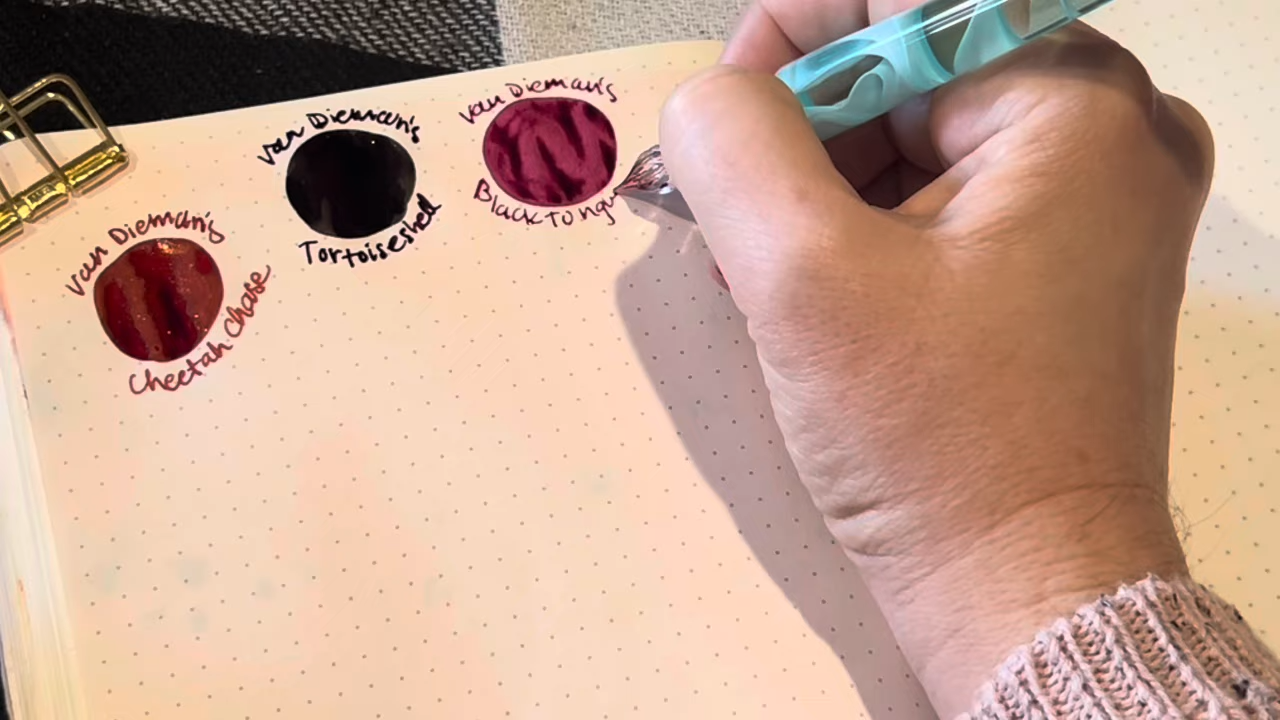 Van Dieman's
Cheetah Chase
Van Dieman's
Tortoiseshell
Van Dieman's
Black Tongu